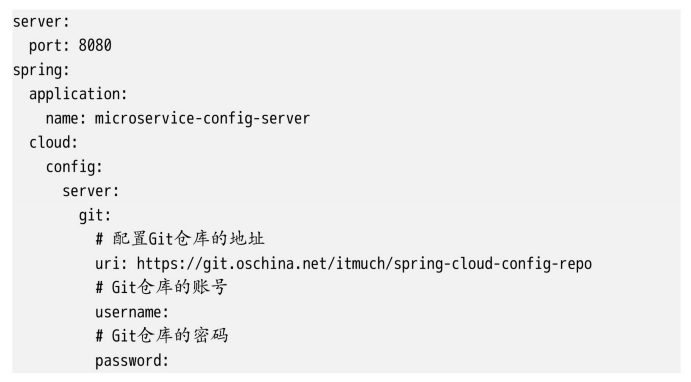 server:
  port: 8080
spring:
  application:
    name: microservice-config-server
  cloud:
    config:
      server:
        git:
          # 配置Git仓库的地址
          uri: https://git.oschina.net/itmuch/spring-cloud-config-repo
          # Git仓库的账号
          username:
          # Git仓库的密码
          password: